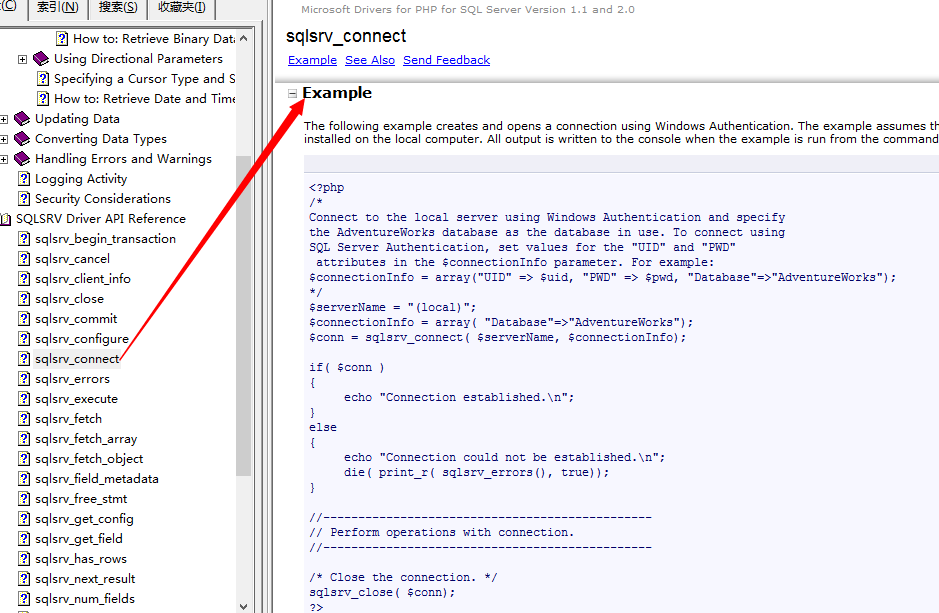 (C) 索引(N) 搜索(S) 收藏夹(I)
How to: Retrieve Binary Data
Using Directional Parameters
Specifying a Cursor Type and S
How to: Retrieve Date and Time
Updating Data
Converting Data Types
Handling Errors and Warnings
Logging Activity
Security Considerations
SQLSRV Driver API Reference
sqlsrv_begin_transaction
sqlsrv_cancel
sqlsrv_client_info
sqlsrv_close
sqlsrv_commit
sqlsrv_configure
sqlsrv_connect
sqlsrv_errors
sqlsrv_execute
sqlsrv_fetch
sqlsrv_fetch_array
sqlsrv_fetch_object
sqlsrv_field_metadata
sqlsrv_free_stmt
sqlsrv_get_config
sqlsrv_get_field
sqlsrv_has_rows
sqlsrv_next_result
sqlsrv_num_fields
Microsoft Drivers for PHP for SQL Server Version 1.1 and 2.0
sqlsrv_connect
Example See Also Send Feedback
Example
The following example creates and opens a connection using Windows Authentication. The example assumes th
installed on the local computer. All output is written to the console when the example is run from the command
<?php
/*
Connect to the local server using Windows Authentication and specify
the AdventureWorks database as the database in use. To connect using
SQL Server Authentication, set values for the "UID" and "PWD"
 attributes in the $connectionInfo parameter. For example:
$connectionInfo = array("UID" => $uid, "PWD" => $pwd, "Database"=>"AdventureWorks");
*/
$serverName = "(local)";
$connectionInfo = array( "Database"=>"AdventureWorks");
$conn = sqlsrv_connect( $serverName, $connectionInfo);
if( $conn )
{
     echo "Connection established.\n";
}
else
{
     echo "Connection could not be established.\n";
     die( print_r( sqlsrv_errors(), true));
}
//-----------------------------------------------
// Perform operations with connection.
//-----------------------------------------------
/* Close the connection. */
sqlsrv_close( $conn);
?>